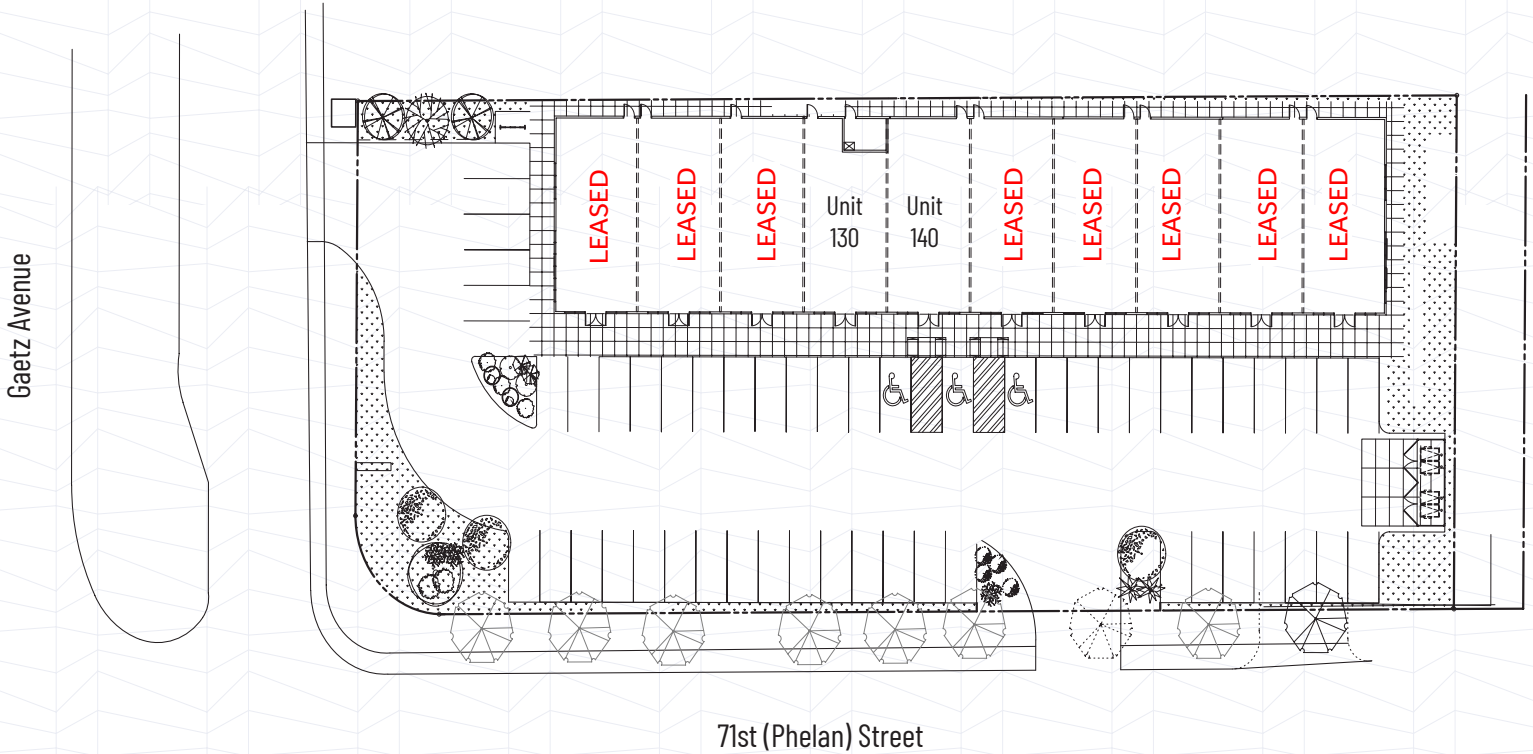 LEASED
LEASED
LEASED
Unit
130
Unit
140
LEASED
LEASED
LEASED
LEASED
LEASED
Gaetz Avenue
71st (Phelan) Street